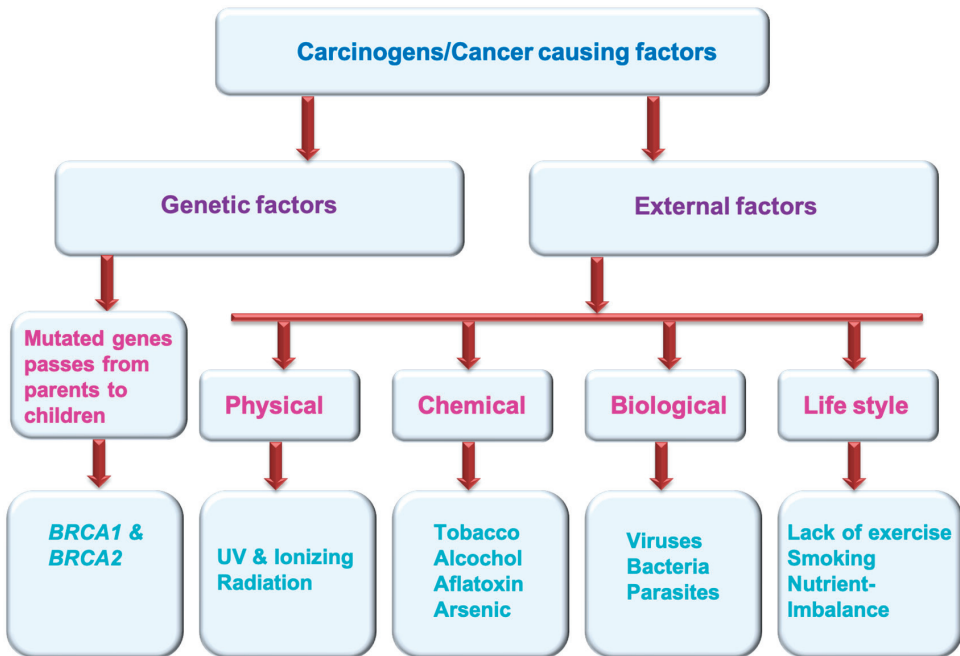 Carcinogens/Cancer causing factors
Genetic factors
External factors
Mutated genes
passes from
parents to
children
Physical
Chemical
Biological
Life style
BRCA1 &
BRCA2
UV & Ionizing
Radiation
Tobacco
Alcochol
Aflatoxin
Arsenic
Viruses
Bacteria
Parasites
Lack of exercise
Smoking
Nutrient-
Imbalance